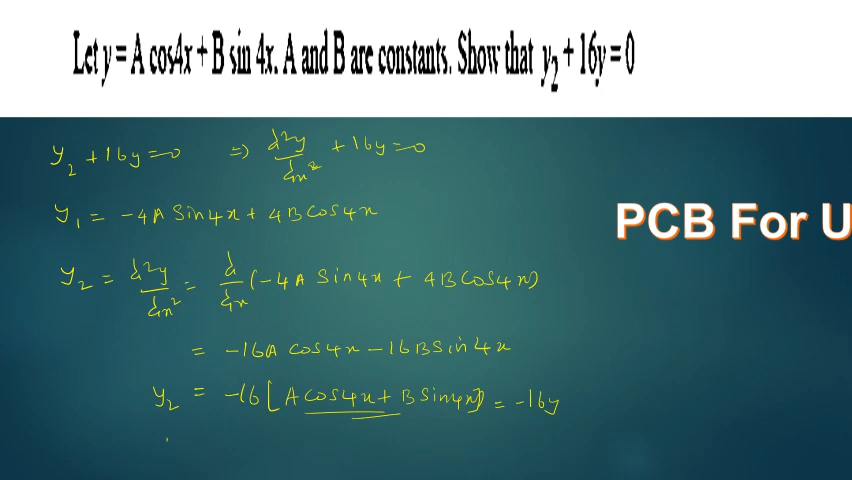 Let y = A cos4x + B sin 4x. A and B are constants. Show that y₂ + 16y = 0
y₂ + 16y = 0 ⇒ d²y/dx² + 16y = 0
PCB For U
y₁ = -4A Sin4x + 4B Cos4x
y₂ = d²y/dx² = d/dx (-4A Sin4x + 4B Cos4x)
= -16A cos4x - 16B Sin4x
y₂ = -16[A cos4x + B Sin4x] = -16y